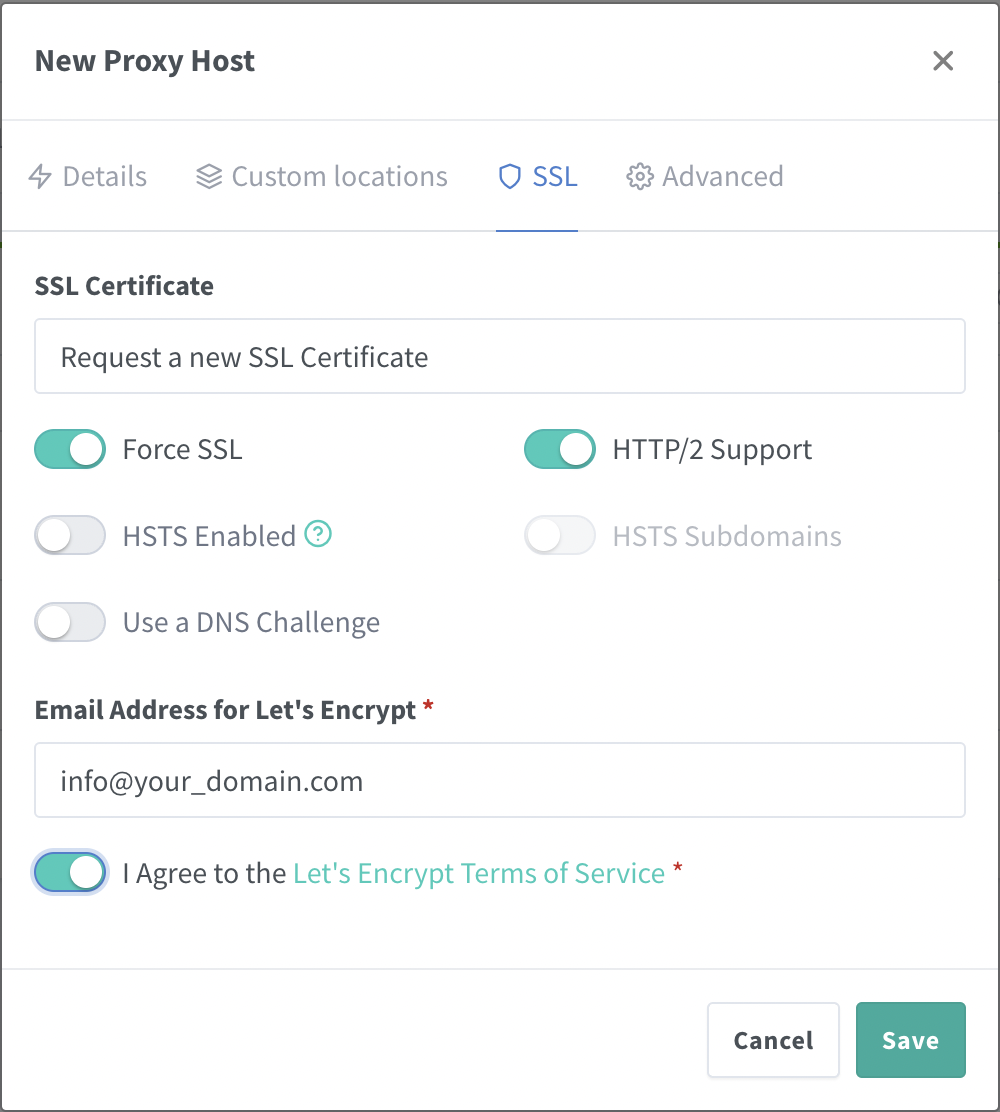 New Proxy Host
Details Custom locations SSL Advanced
SSL Certificate
Request a new SSL Certificate
Force SSL HTTP/2 Support
HSTS Enabled ? HSTS Subdomains
Use a DNS Challenge
Email Address for Let's Encrypt *
info@your_domain.com
I Agree to the Let's Encrypt Terms of Service *
Cancel Save